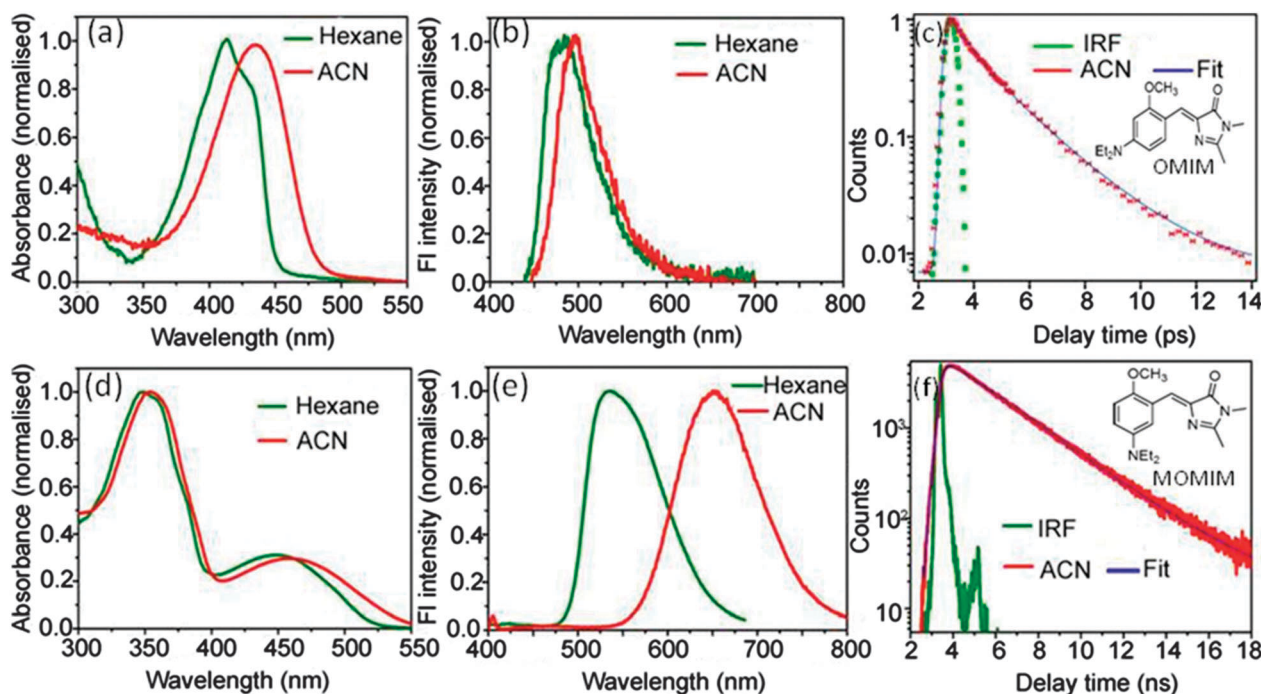 (a)
Hexane
ACN
Absorbance (normalised)
1.0
0.8
0.6
0.4
0.2
0.0
300 350 400 450 500 550
Wavelength (nm)
(b)
Hexane
ACN
FI intensity (normalised)
1.0
0.8
0.6
0.4
0.2
0.0
400 500 600 700 800
Wavelength (nm)
(c)
IRF
ACN Fit
OCH3
O
N
N
Et2N
OMIM
Counts
1
0.1
0.01
2 4 6 8 10 12 14
Delay time (ps)
(d)
Hexane
ACN
Absorbance (normalised)
1.0
0.8
0.6
0.4
0.2
0.0
300 350 400 450 500 550
Wavelength (nm)
(e)
Hexane
ACN
FI intensity (normalised)
1.0
0.8
0.6
0.4
0.2
0.0
400 500 600 700 800
Wavelength (nm)
(f)
OCH3
O
N
N
NEt2
MOMIM
IRF
ACN Fit
Counts
10^3
10^2
10
2 4 6 8 10 12 14 16 18
Delay time (ns)